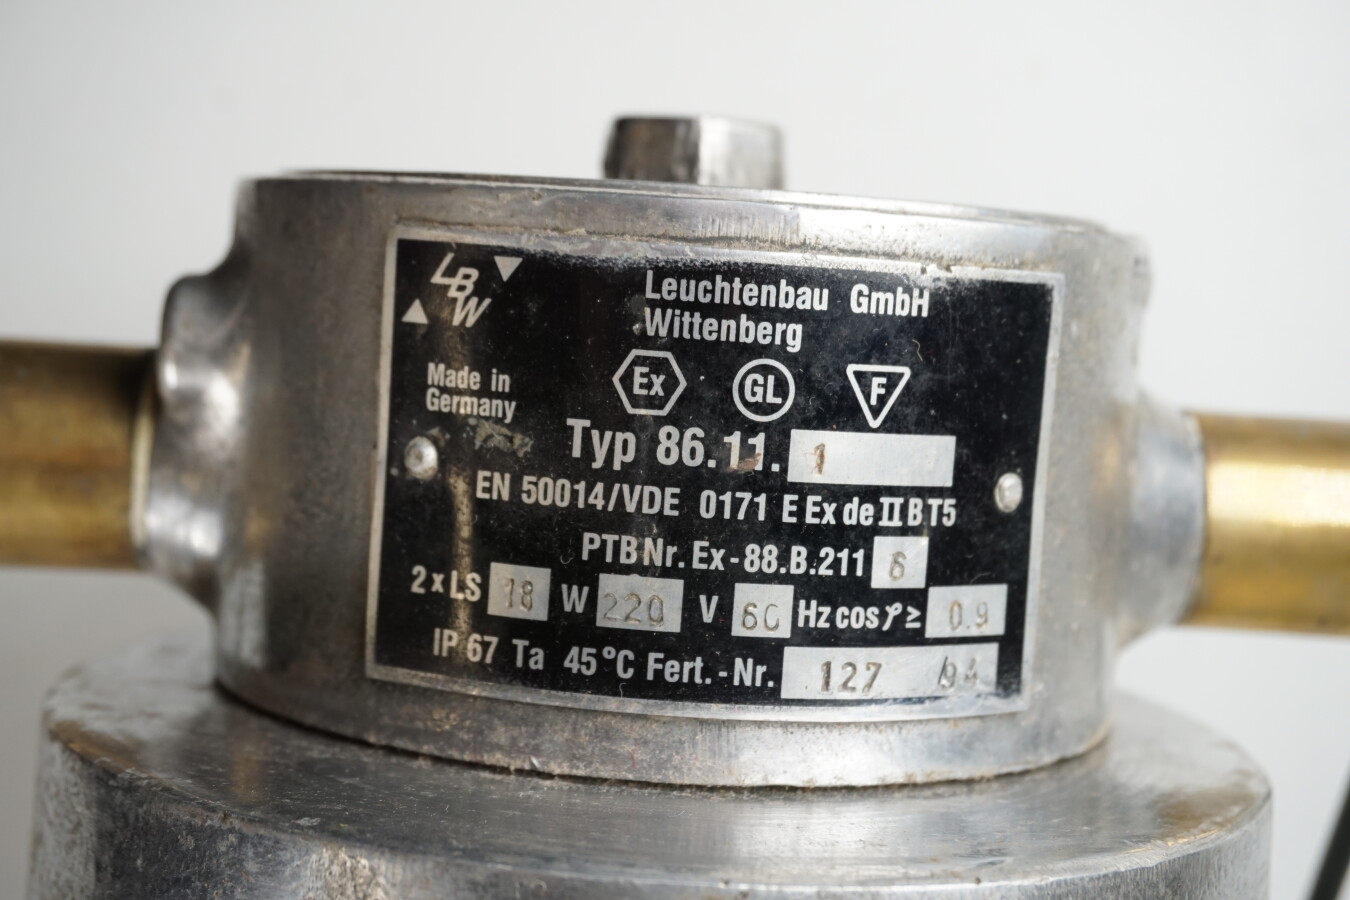 LBW
Leuchtenbau GmbH
Wittenberg
Made in
Germany
Ex GL F
Typ 86.11. 1
EN 50014/VDE 0171 E Ex de II B T5
PTB Nr. Ex-88.B.211 6
2 x LS 18 W 220 V 60 Hz cos φ ≥ 0.9
IP 67 Ta 45°C Fert.-Nr. 127